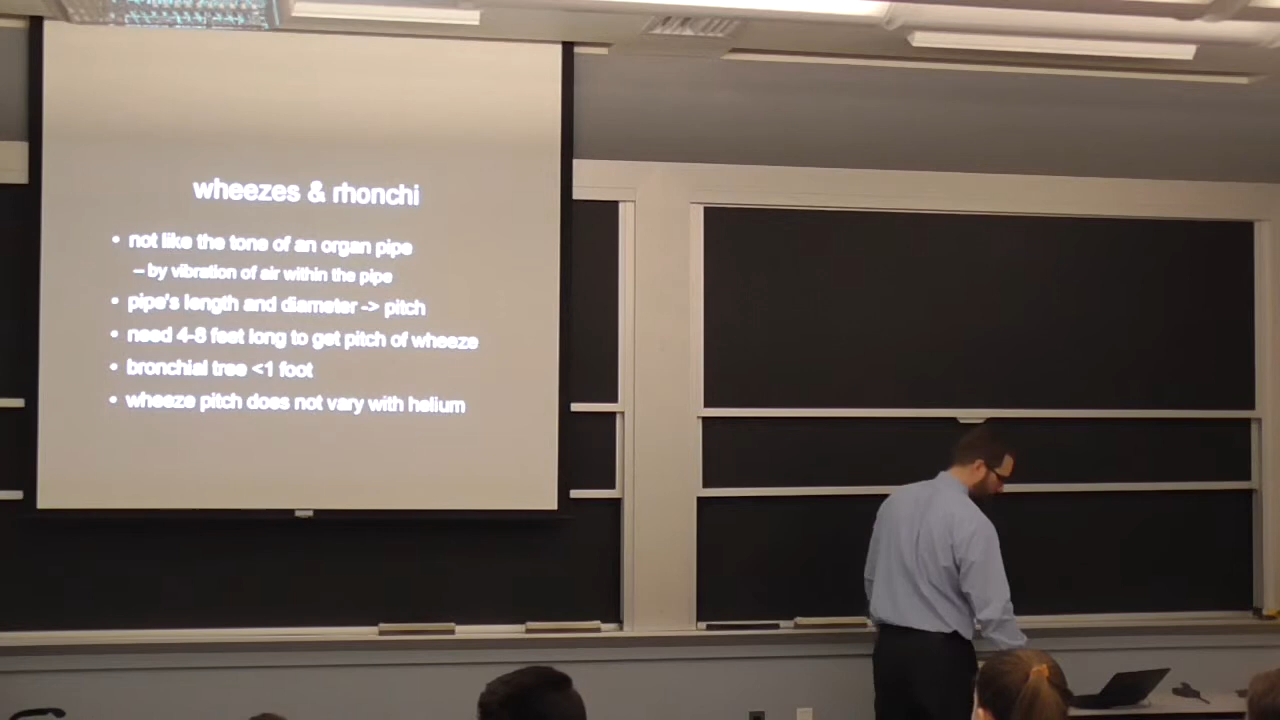 wheezes & rhonchi
• not like the tone of an organ pipe
– by vibration of air within the pipe
• pipe's length and diameter -> pitch
• need 4-8 feet long to get pitch of wheeze
• bronchial tree <1 foot
• wheeze pitch does not vary with helium